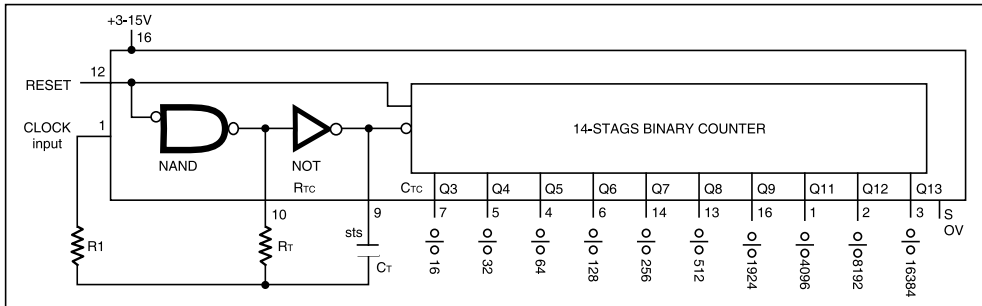 +3-15V
16
12
RESET
CLOCK
input
1
NAND
NOT
14-STAGS BINARY COUNTER
RTC
CTC
Q3 Q4 Q5 Q6 Q7 Q8 Q9 Q11 Q12 Q13
10
9
7 5 4 6 14 13 16 1 2 3
S
OV
sts
R1
RT
CT
16 32 64 128 256 512 1924 4096 8192 16384